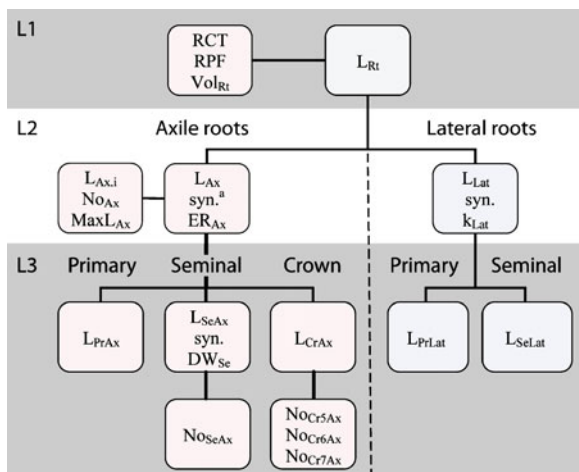 L1
RCT
RPF
Vol_Rt
L_Rt
L2
Axile roots
Lateral roots
L_Ax.i
No_Ax
MaxL_Ax
L_Ax
syn.^a
ER_Ax
L_Lat
syn.
k_Lat
L3
Primary
Seminal
Crown
Primary
Seminal
L_PrAx
L_SeAx
syn.
DW_Se
L_CrAx
L_PrLat
L_SeLat
No_SeAx
No_Cr5Ax
No_Cr6Ax
No_Cr7Ax